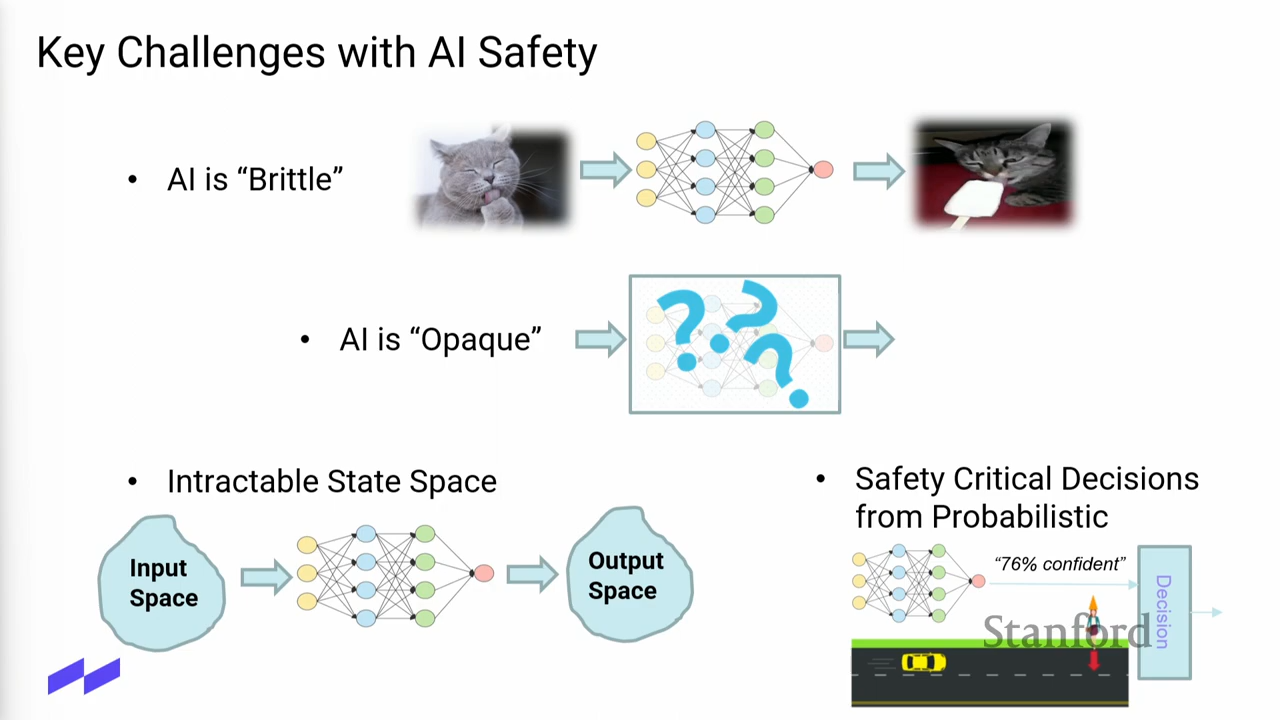 Key Challenges with AI Safety
• AI is “Brittle”
• AI is “Opaque”
? ? ?
• Intractable State Space
Input
Space
Output
Space
• Safety Critical Decisions
from Probabilistic
“76% confident”
Decision
Stanford